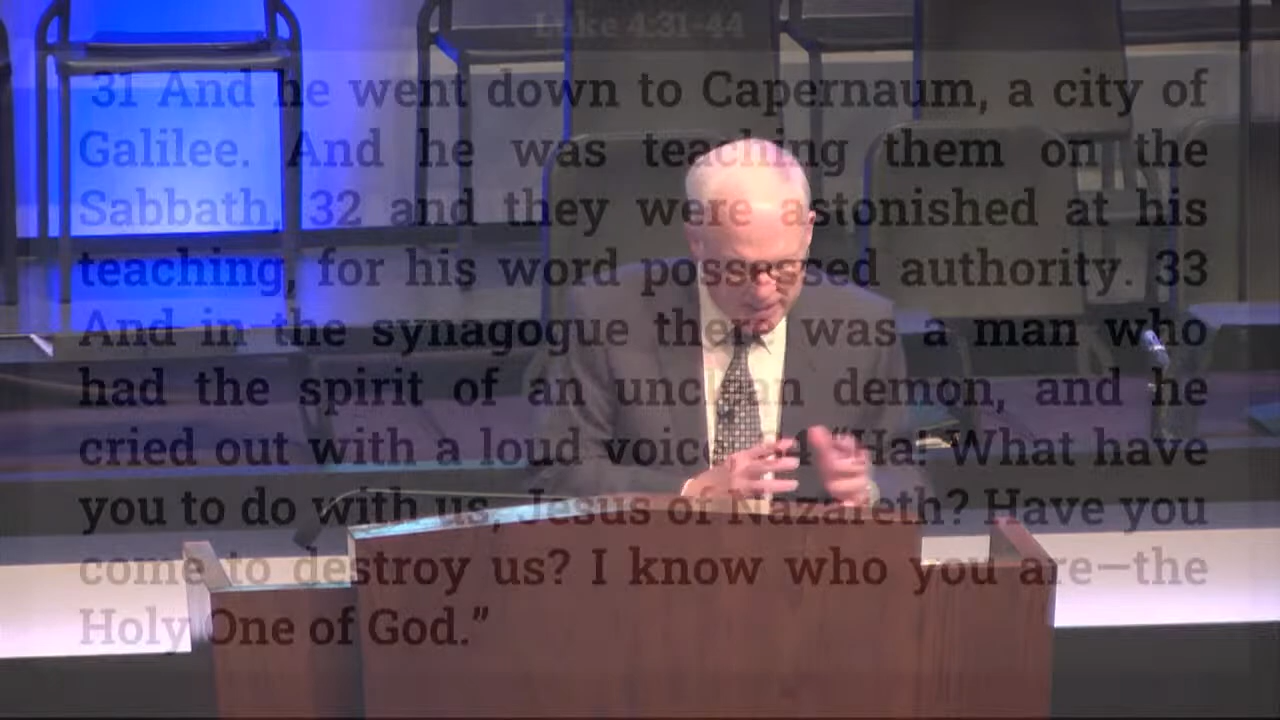 Luke 4:31-44
31 And he went down to Capernaum, a city of
Galilee. And he was teaching them on the
Sabbath, 32 and they were astonished at his
teaching, for his word possessed authority. 33
And in the synagogue there was a man who
had the spirit of an unclean demon, and he
cried out with a loud voice, 34 “Ha! What have
you to do with us, Jesus of Nazareth? Have you
come to destroy us? I know who you are—the
Holy One of God.”